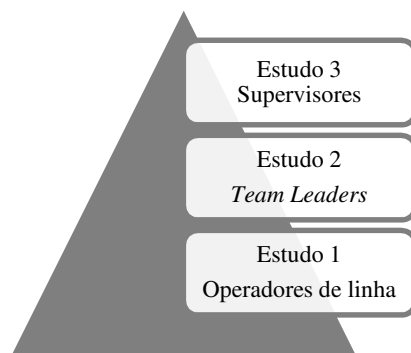 Estudo 3
Supervisores
Estudo 2
Team Leaders
Estudo 1
Operadores de linha